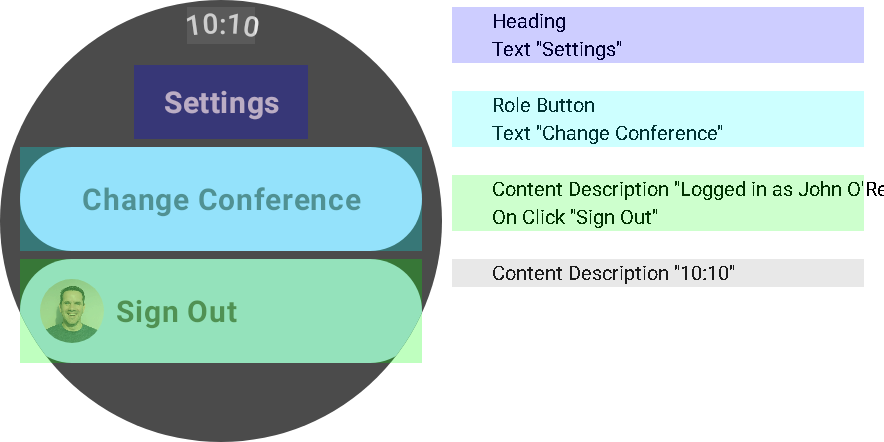 10:10
Settings
Change Conference
Sign Out
Heading
Text "Settings"
Role Button
Text "Change Conference"
Content Description "Logged in as John O'Re
On Click "Sign Out"
Content Description "10:10"